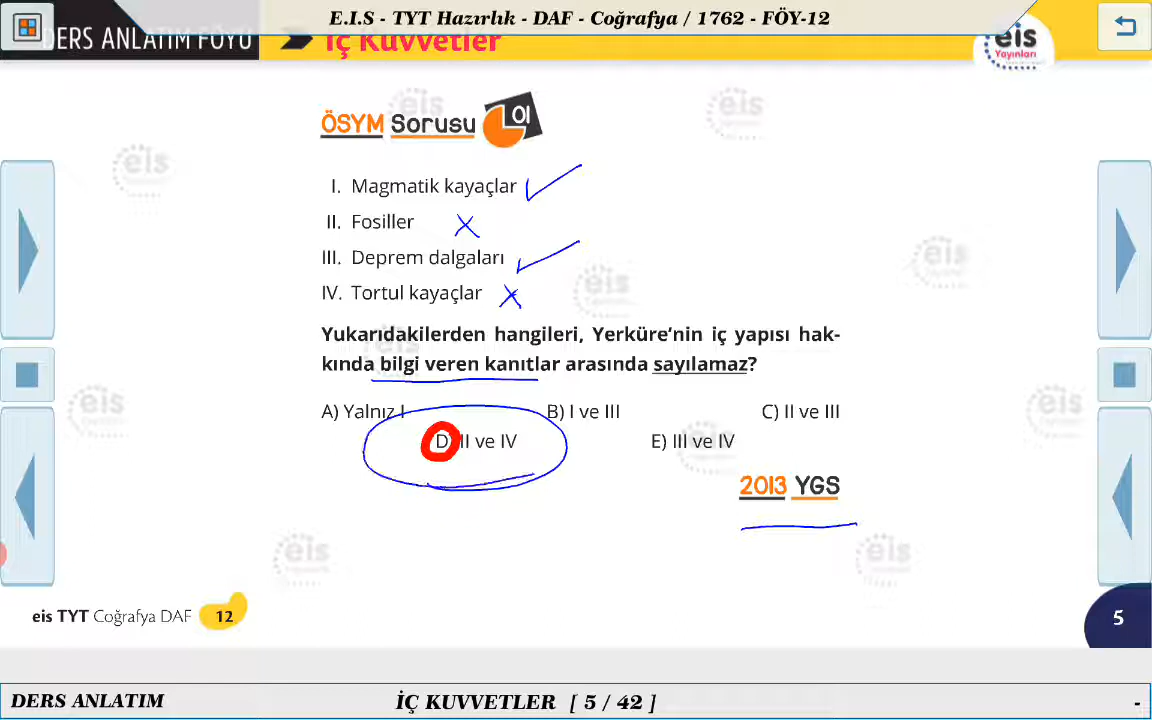 E.I.S - TYT Hazırlık - DAF - Coğrafya / 1762 - FÖY-12
DERS ANLATIM FÖYÜ
İç Kuvvetler
eis
Yayınları
ÖSYM Sorusu 01
I. Magmatik kayaçlar
II. Fosiller
III. Deprem dalgaları
IV. Tortul kayaçlar
Yukarıdakilerden hangileri, Yerküre'nin iç yapısı hak-
kında bilgi veren kanıtlar arasında sayılamaz?
A) Yalnız I B) I ve III C) II ve III
D) II ve IV E) III ve IV
2013 YGS
eis TYT Coğrafya DAF 12
5
DERS ANLATIM
İÇ KUVVETLER [ 5 / 42 ]
-